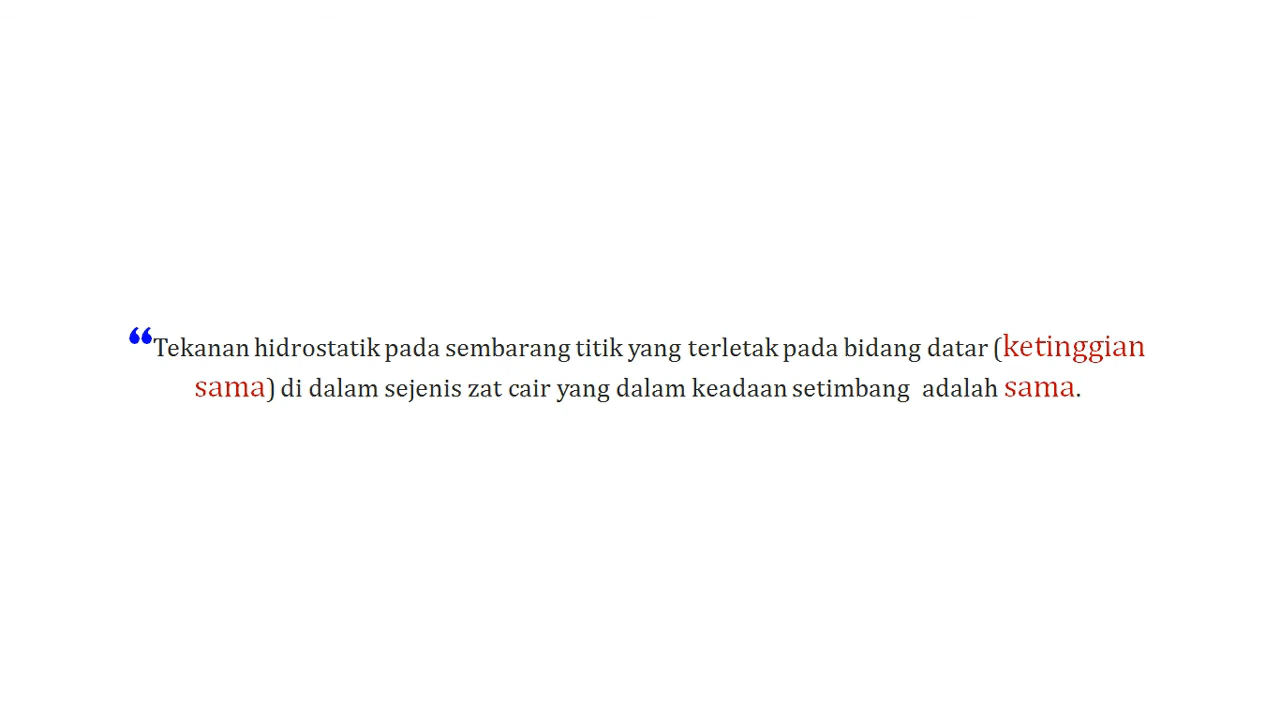 “Tekanan hidrostatik pada sembarang titik yang terletak pada bidang datar (ketinggian
sama) di dalam sejenis zat cair yang dalam keadaan setimbang  adalah sama.